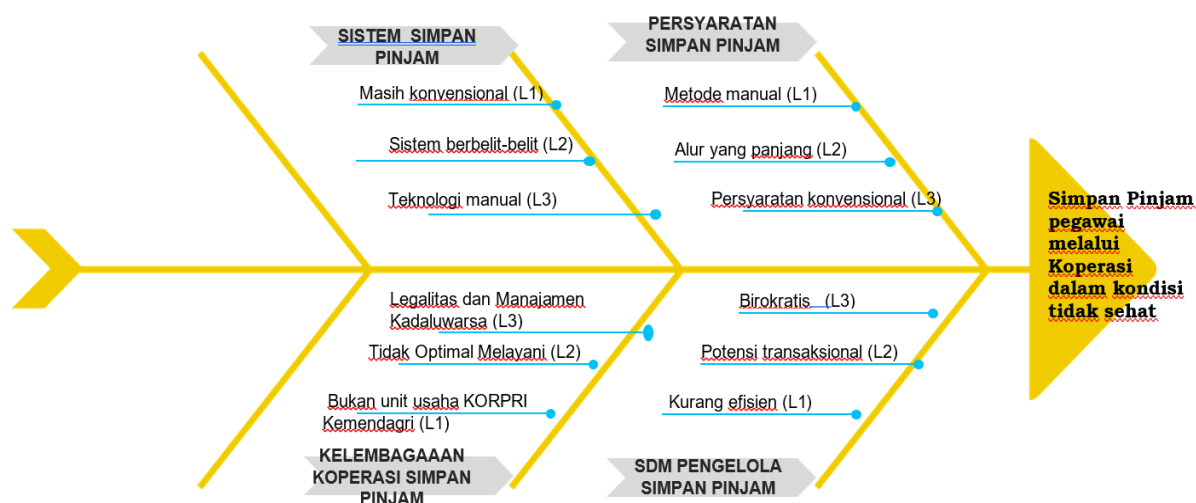 SISTEM SIMPAN
PINJAM
Masih konvensional (L1)
Sistem berbelit-belit (L2)
Teknologi manual (L3)
PERSYARATAN
SIMPAN PINJAM
Metode manual (L1)
Alur yang panjang (L2)
Persyaratan konvensional (L3)
Simpan Pinjam
pegawai
melalui
Koperasi
dalam kondisi
tidak sehat
Legalitas dan Manajamen
Kadaluwarsa (L3)
Tidak Optimal Melayani (L2)
Bukan unit usaha KORPRI
Kemendagri (L1)
KELEMBAGAAAN
KOPERASI SIMPAN
PINJAM
Birokratis (L3)
Potensi transaksional (L2)
Kurang efisien (L1)
SDM PENGELOLA
SIMPAN PINJAM